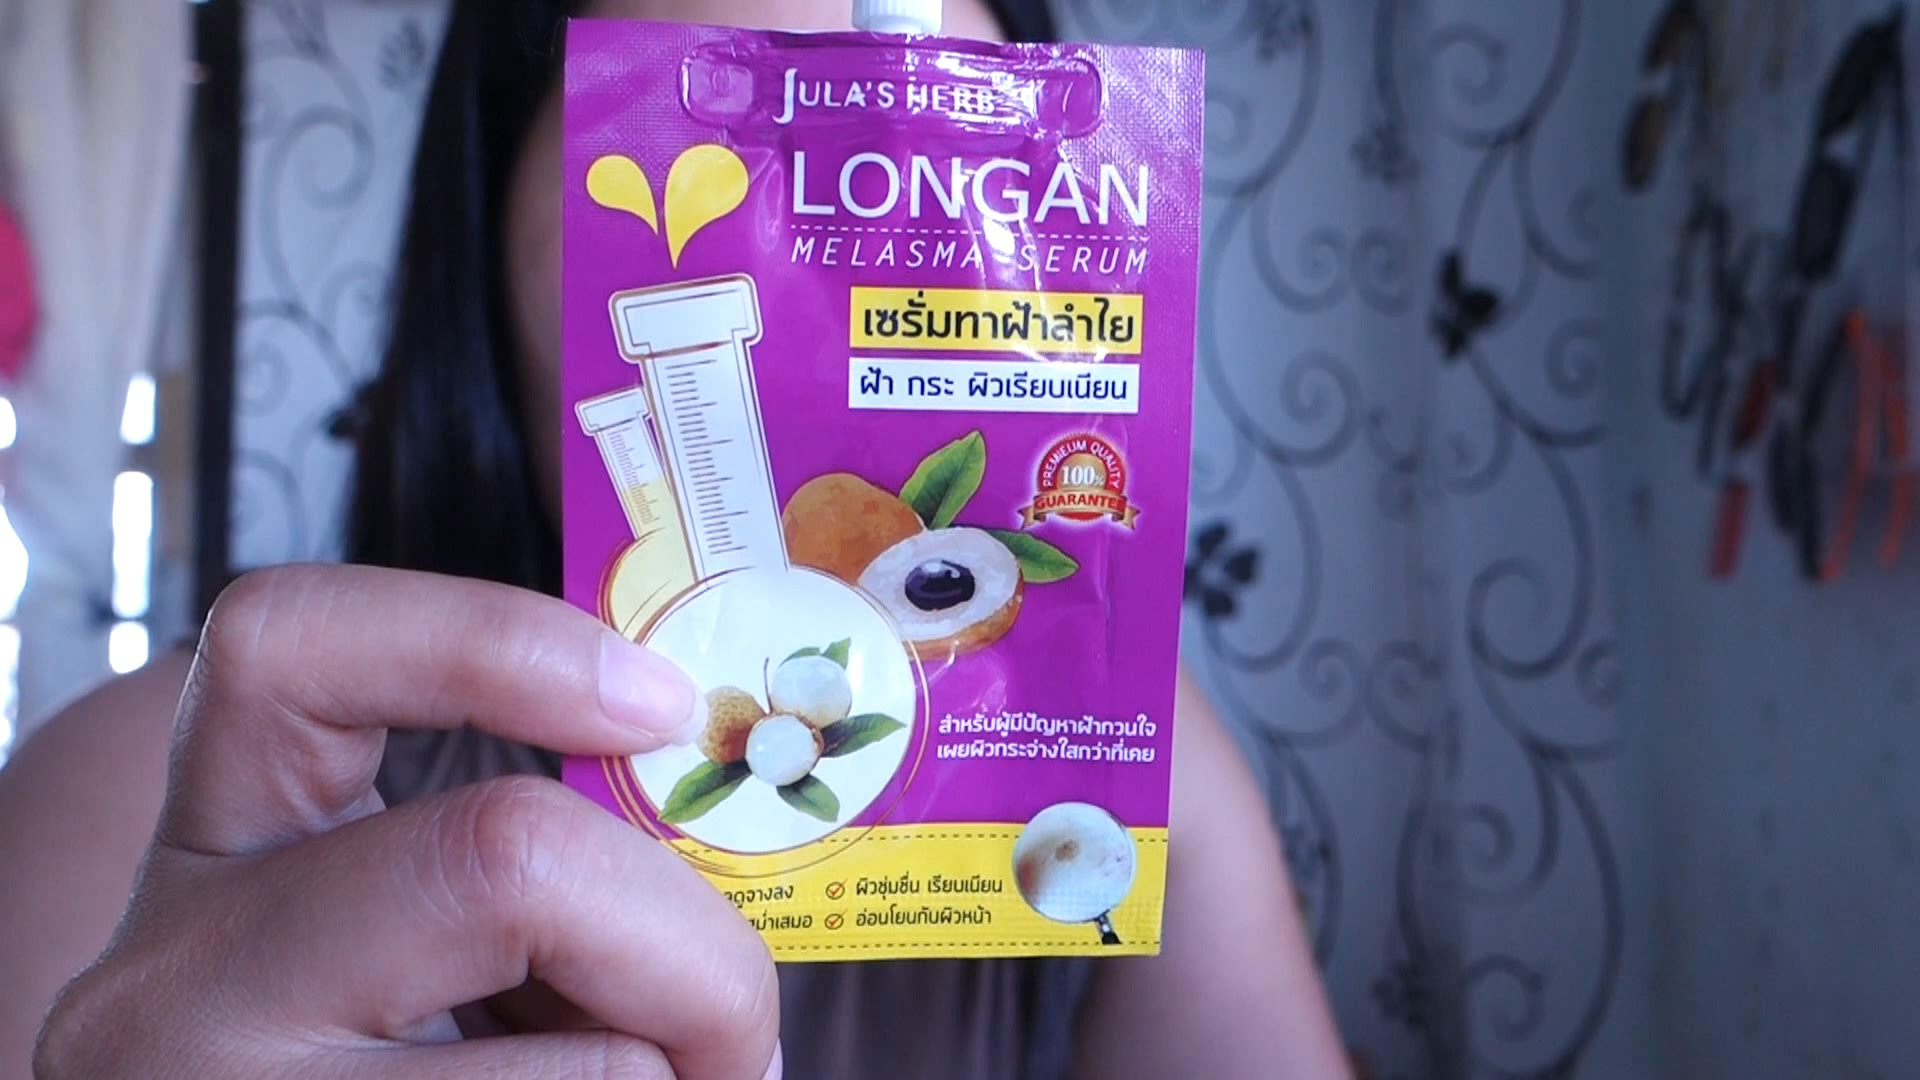 JULA'S HERB
LONGAN
MELASMA SERUM
เซรั่มทาฝ้าลำไย
ฝ้า กระ ผิวเรียบเนียน
PREMIEUM QUALITY
100%
GUARANTEE
สำหรับผู้มีปัญหาฝ้ากวนใจ
เผยผิวกระจ่างใสกว่าที่เคย
ผิวชุ่มชื่น เรียบเนียน
อ่อนโยนกับผิวหน้า